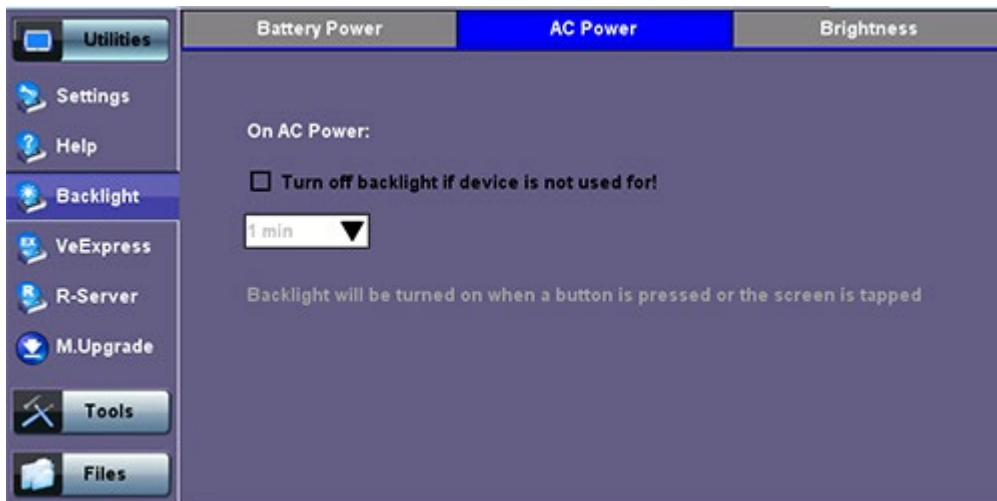 Utilities
Settings
Help
Backlight
VeExpress
R-Server
M.Upgrade
Tools
Files
Battery Power
AC Power
Brightness
On AC Power:
Turn off backlight if device is not used for!
1 min
Backlight will be turned on when a button is pressed or the screen is tapped